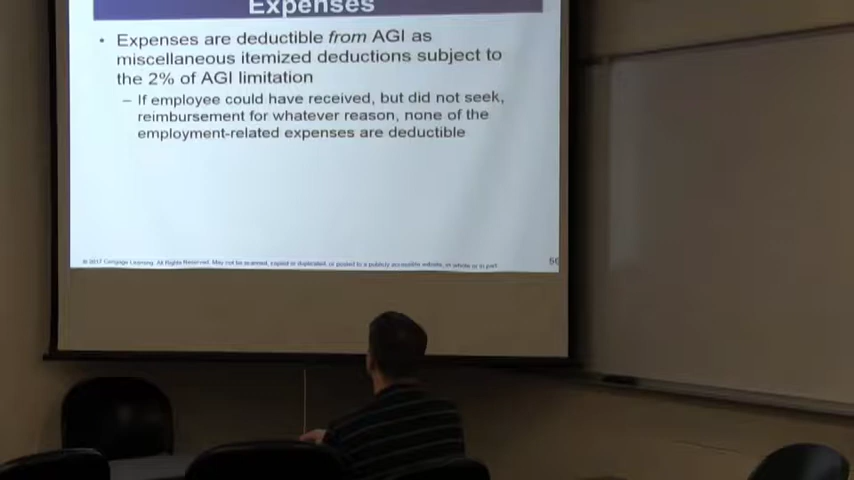 Expenses
• Expenses are deductible from AGI as
miscellaneous itemized deductions subject to
the 2% of AGI limitation
– If employee could have received, but did not seek,
reimbursement for whatever reason, none of the
employment-related expenses are deductible
© 2017 Cengage Learning. All Rights Reserved. May not be scanned, copied or duplicated, or posted to a publicly accessible website, in whole or in part.